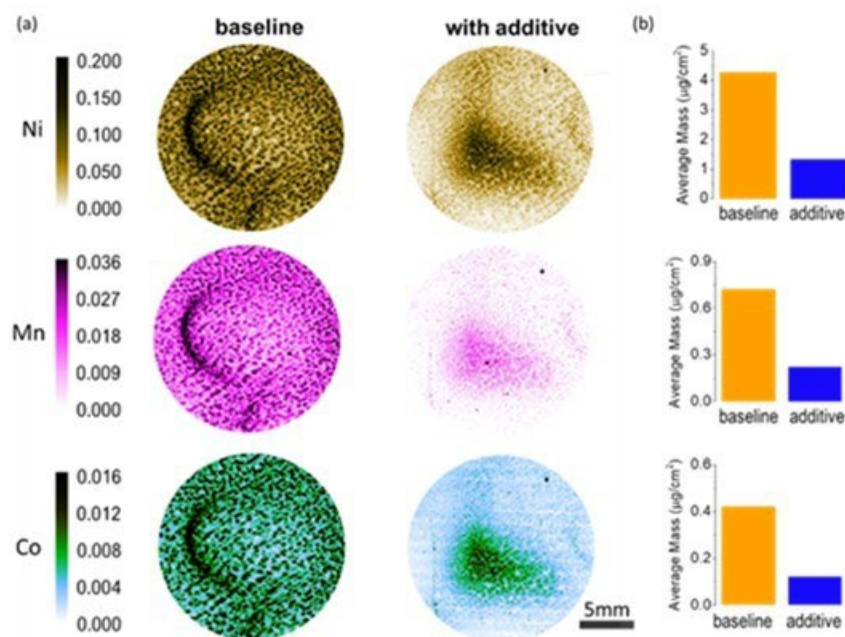 (a) baseline with additive (b)
Ni
0.200
0.150
0.100
0.050
0.000
Average Mass (µg/cm²)
5
4
3
2
1
0
baseline additive
Mn
0.036
0.027
0.018
0.009
0.000
Average Mass (µg/cm²)
0.9
0.6
0.3
0.0
baseline additive
Co
0.016
0.012
0.008
0.004
0.000
5mm
Average Mass (µg/cm²)
0.6
0.4
0.2
0.0
baseline additive